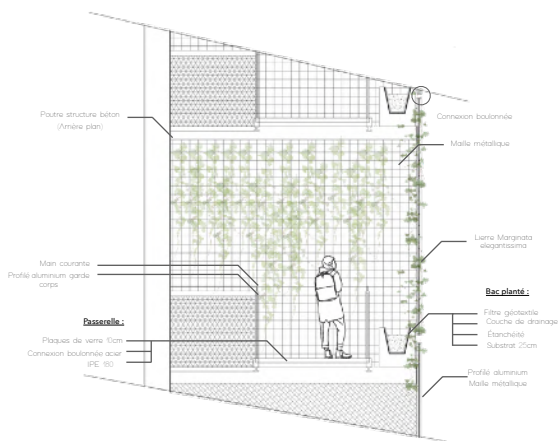 Poutre structure béton
(Arrière plan)
Main courante
Profilé aluminium garde
corps
Passerelle :
Plaques de verre 10cm
Connexion boulonnée acier
IPE 180
Connexion boulonnée
Maille métallique
Lierre Marginata
elegantissima
Bac planté :
Filtre géotextile
Couche de drainage
Étanchéité
Substrat 25cm
Profilé aluminium
Maille métallique